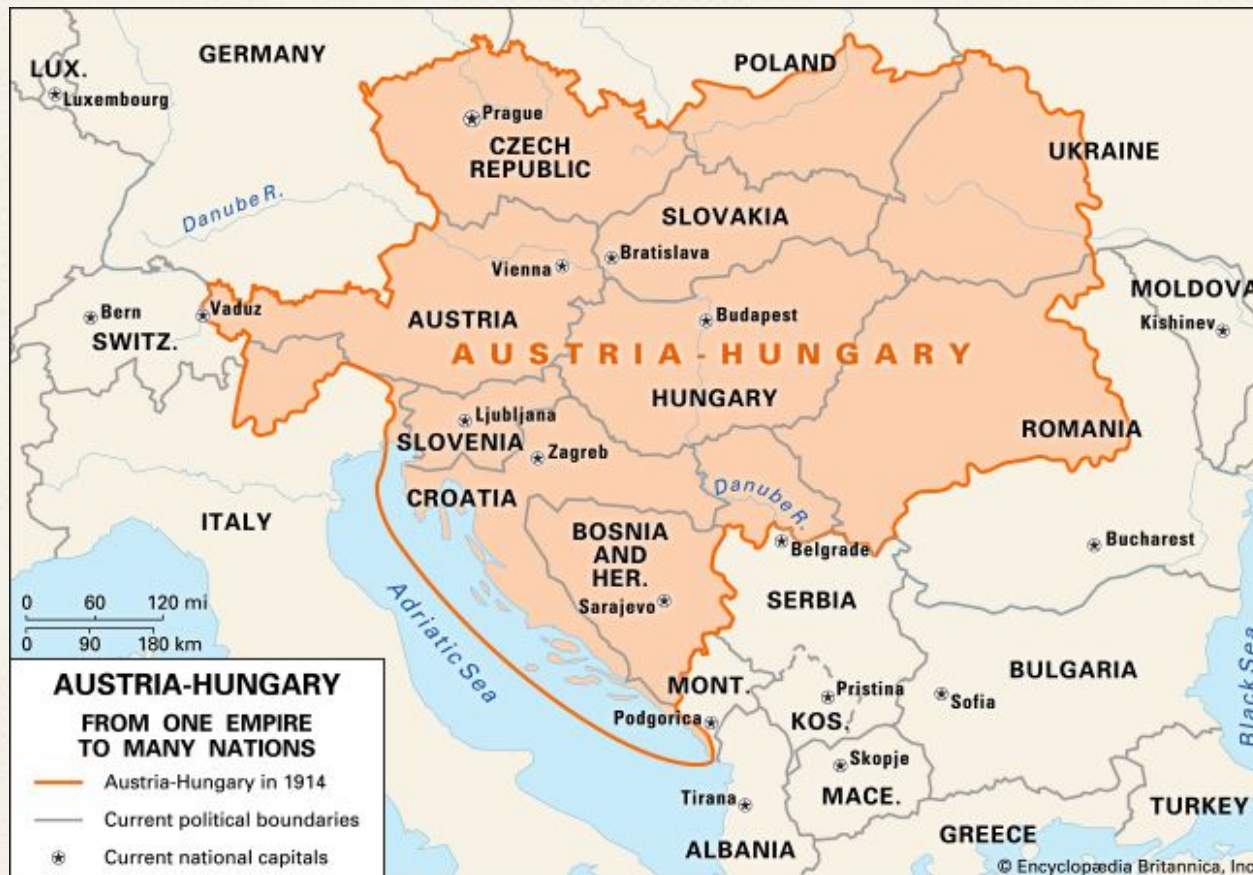 GERMANY
POLAND
LUX.
Luxembourg
Prague
CZECH
REPUBLIC
UKRAINE
Danube R.
SLOVAKIA
Bratislava
Vienna
MOLDOVA
Kishinev
Bern
Vaduz
SWITZ.
AUSTRIA
Budapest
AUSTRIA-HUNGARY
HUNGARY
Ljubljana
SLOVENIA
Zagreb
ROMANIA
CROATIA
Danube R.
ITALY
BOSNIA
AND
HER.
Sarajevo
Belgrade
Bucharest
SERBIA
0 60 120 mi
0 90 180 km
Adriatic Sea
BULGARIA
Black Sea
MONT.
Pristina
Sofia
Podgorica
KOS.
Skopje
MACE.
Tirana
TURKEY
GREECE
ALBANIA
AUSTRIA-HUNGARY
FROM ONE EMPIRE
TO MANY NATIONS
Austria-Hungary in 1914
Current political boundaries
Current national capitals
© Encyclopædia Britannica, Inc